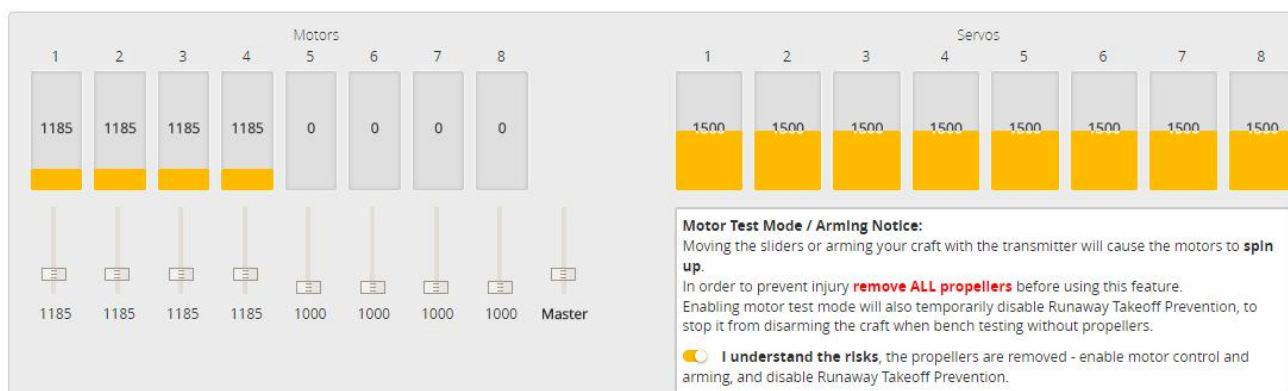 Motors
1 2 3 4 5 6 7 8
1185 1185 1185 1185 0 0 0 0
1185 1185 1185 1185 1000 1000 1000 1000 Master
Servos
1 2 3 4 5 6 7 8
1500 1500 1500 1500 1500 1500 1500 1500
Motor Test Mode / Arming Notice:
Moving the sliders or arming your craft with the transmitter will cause the motors to spin
up.
In order to prevent injury remove ALL propellers before using this feature.
Enabling motor test mode will also temporarily disable Runaway Takeoff Prevention, to
stop it from disarming the craft when bench testing without propellers.
I understand the risks, the propellers are removed - enable motor control and
arming, and disable Runaway Takeoff Prevention.